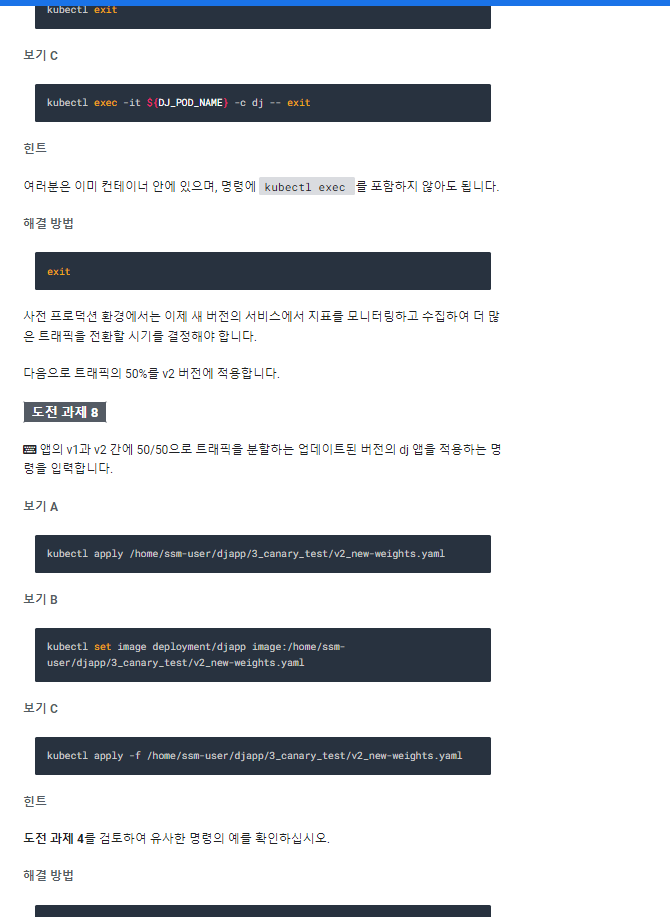 kubectl exit
보기 C
kubectl exec -it ${DJ_POD_NAME} -c dj -- exit
힌트
여러분은 이미 컨테이너 안에 있으며, 명령에 kubectl exec 를 포함하지 않아도 됩니다.
해결 방법
exit
사전 프로덕션 환경에서는 이제 새 버전의 서비스에서 지표를 모니터링하고 수집하여 더 많
은 트래픽을 전환할 시기를 결정해야 합니다.
다음으로 트래픽의 50%를 v2 버전에 적용합니다.
도전 과제 8
앱의 v1과 v2 간에 50/50으로 트래픽을 분할하는 업데이트된 버전의 dj 앱을 적용하는 명
령을 입력합니다.
보기 A
kubectl apply /home/ssm-user/djapp/3_canary_test/v2_new-weights.yaml
보기 B
kubectl set image deployment/djapp image:/home/ssm-
user/djapp/3_canary_test/v2_new-weights.yaml
보기 C
kubectl apply -f /home/ssm-user/djapp/3_canary_test/v2_new-weights.yaml
힌트
도전 과제 4를 검토하여 유사한 명령의 예를 확인하십시오.
해결 방법